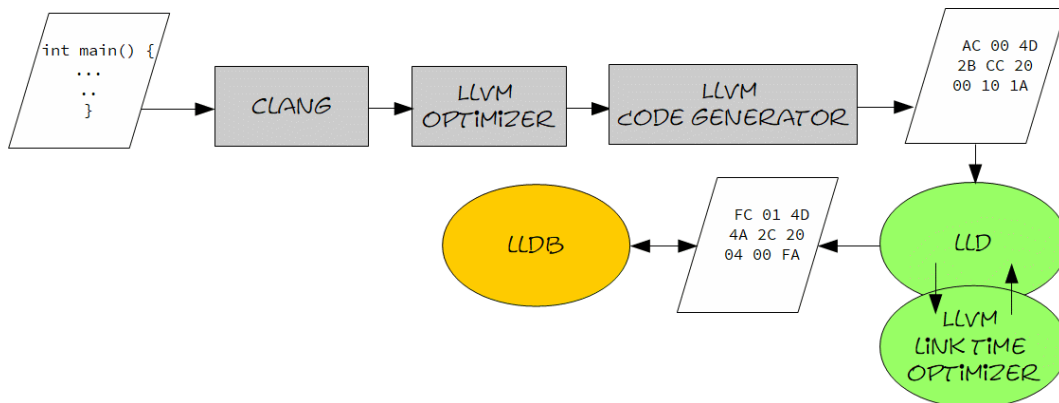 int main() {
...
..
}
CLANG
LLVM
OPTIMIZER
LLVM
CODE GENERATOR
AC 00 4D
2B CC 20
00 10 1A
LLDB
FC 01 4D
4A 2C 20
04 00 FA
LLD
LLVM
LINK TIME
OPTIMIZER